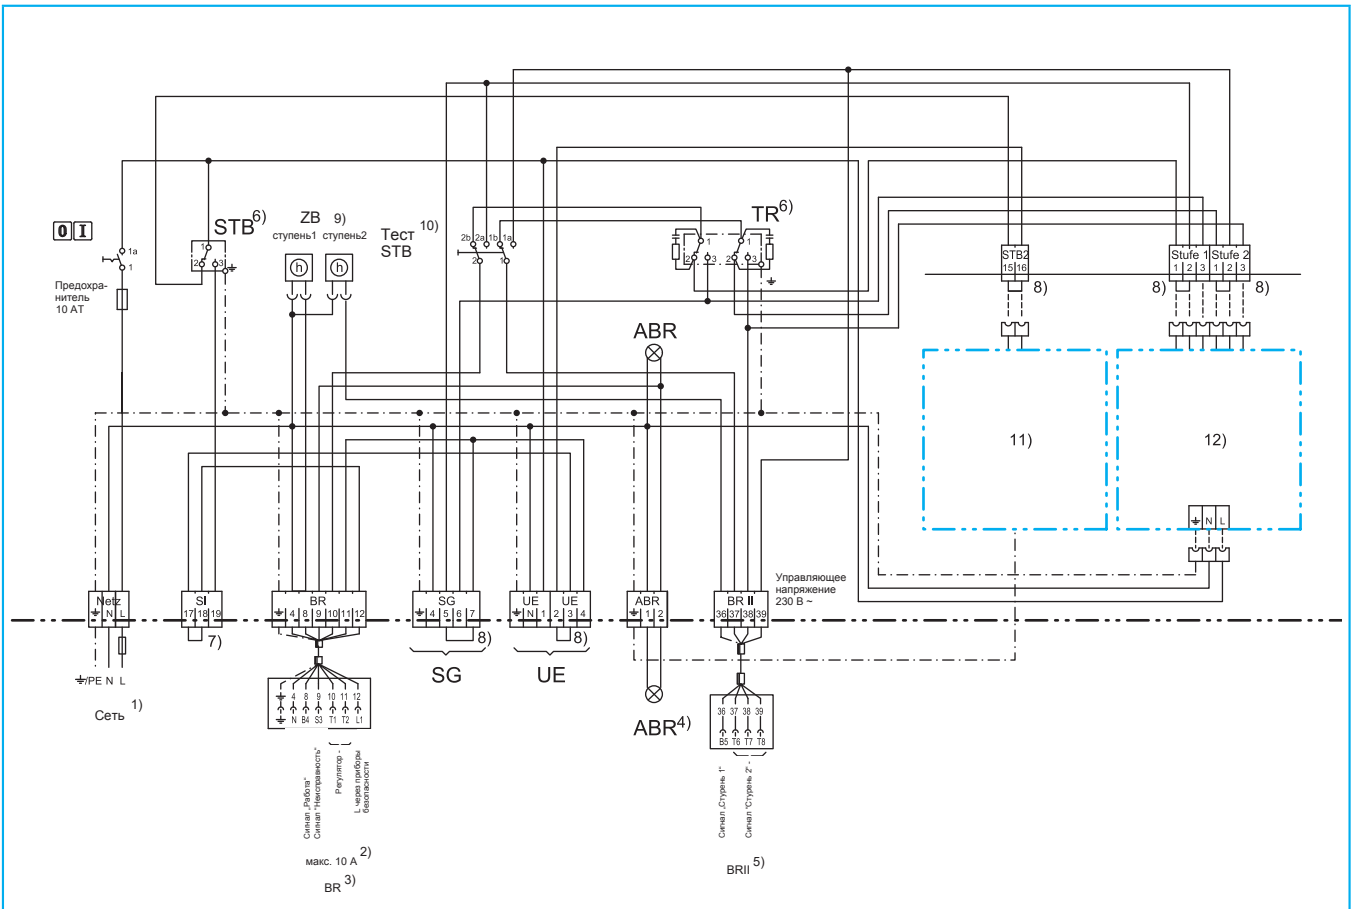 0 I
1a
1
Предохра-
нитель
10 АТ
STB6)
1
2 3
ZB 9)
ступень1 ступень2
h h
Тест 10)
STB
2b 2a 1b 1a
2 1
TR6)
1 1
2 3 2 3
STB2
15 16
8)
Stufe 1 Stufe 2
1 2 3 1 2 3
8) 8)
ABR
11)
12)
N L
Управляющее
напряжение
230 В ~
Netz
N L
SI
17 18 19
7)
BR
4 8 9 10 11 12
SG
4 5 6 7
8)
SG
UE UE
N 1 2 3 4
8)
UE
ABR
1 2
ABR4)
BR II
36 37 38 39
/PE N L
Сеть 1)
4 8 9 10 11 12
N B4 S3 T1 T2 L1
Сигнал „Работа“
Сигнал "Неисправность"
Регулятор -
L через приборы
безопасности
макс. 10 А 2)
BR 3)
36 37 38 39
B5 T6 T7 T8
Сигнал „Стурень 1“
Сигнал "Стурень 2" -
BRII 5)